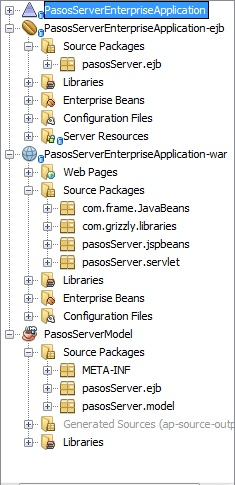 PasosServerEnterpriseApplication
PasosServerEnterpriseApplication-ejb
Source Packages
pasosServer.ejb
Libraries
Enterprise Beans
Configuration Files
Server Resources
PasosServerEnterpriseApplication-war
Web Pages
Source Packages
com.frame.JavaBeans
com.grizzly.libraries
pasosServer.jspbeans
pasosServer.servlet
Libraries
Enterprise Beans
Configuration Files
PasosServerModel
Source Packages
META-INF
pasosServer.ejb
pasosServer.model
Generated Sources (ap-source-outp
Libraries